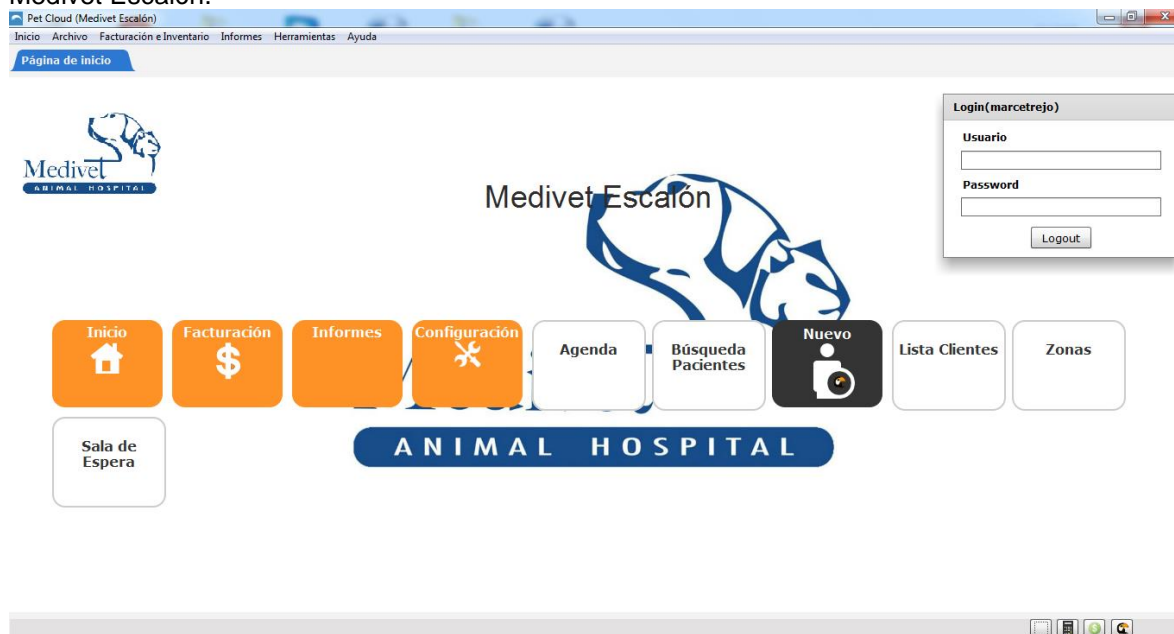 Medivet Escalón.
Pet Cloud (Medivet Escalón)
Inicio Archivo Facturación e Inventario Informes Herramientas Ayuda
Página de inicio
Login(marcetrejo)
Usuario
Password
Logout
Medivet
ANIMAL HOSPITAL
Medivet Escalón
Inicio
Facturación
Informes
Configuración
Agenda
Búsqueda
Pacientes
Nuevo
Lista Clientes
Zonas
Sala de
Espera
ANIMAL HOSPITAL